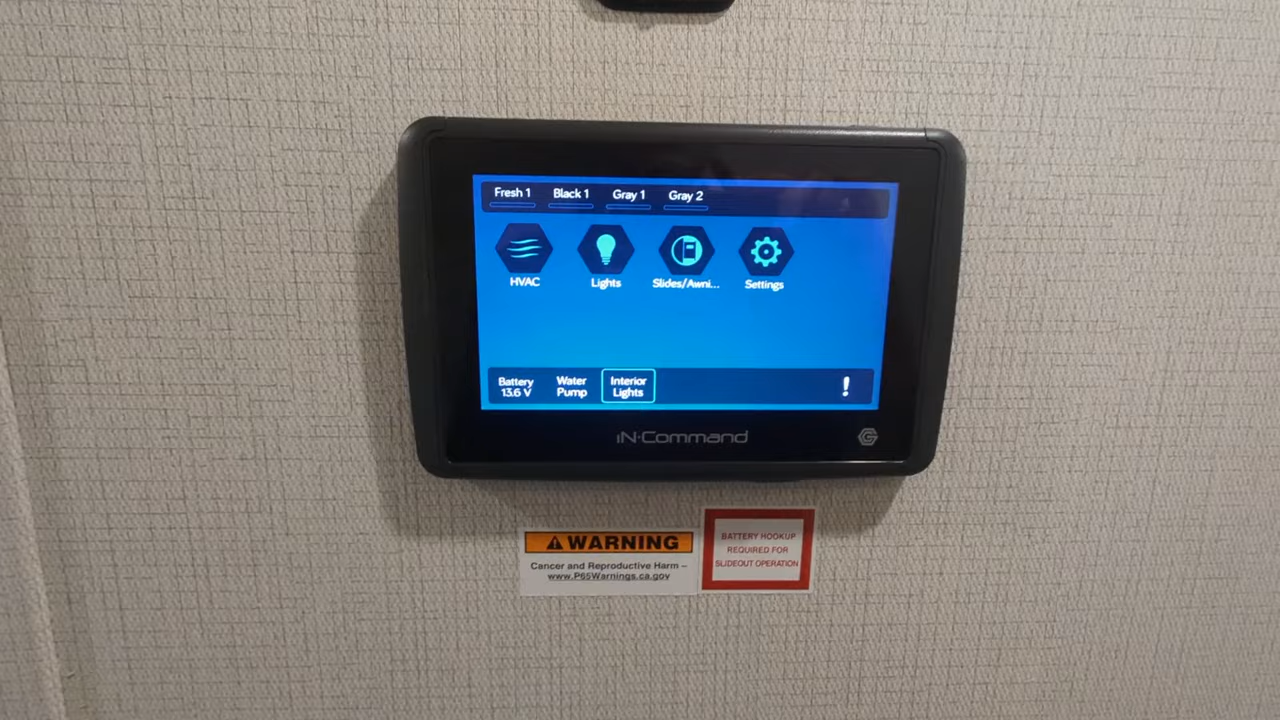 Fresh 1 Black 1 Gray 1 Gray 2
HVAC Lights Slides/Awni... Settings
Battery
13.6 V
Water
Pump
Interior
Lights
!
iN·Command
WARNING
Cancer and Reproductive Harm –
www.P65Warnings.ca.gov
BATTERY HOOKUP
REQUIRED FOR
SLIDEOUT OPERATION